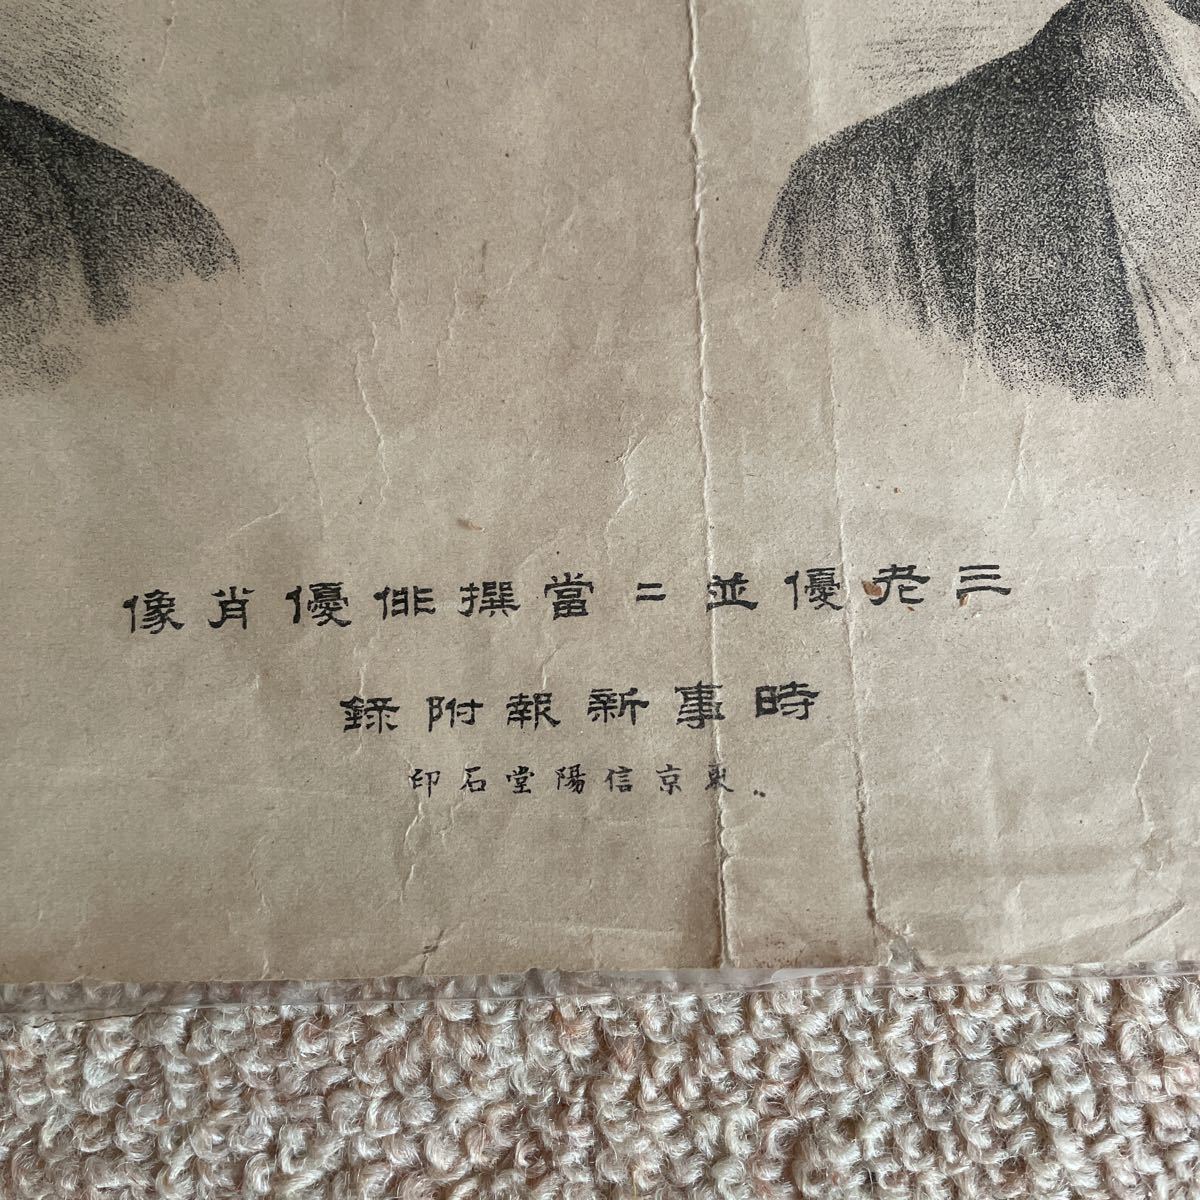 三老優並ニ當撰俳優肖像
時事新報附錄
東京信陽堂石印